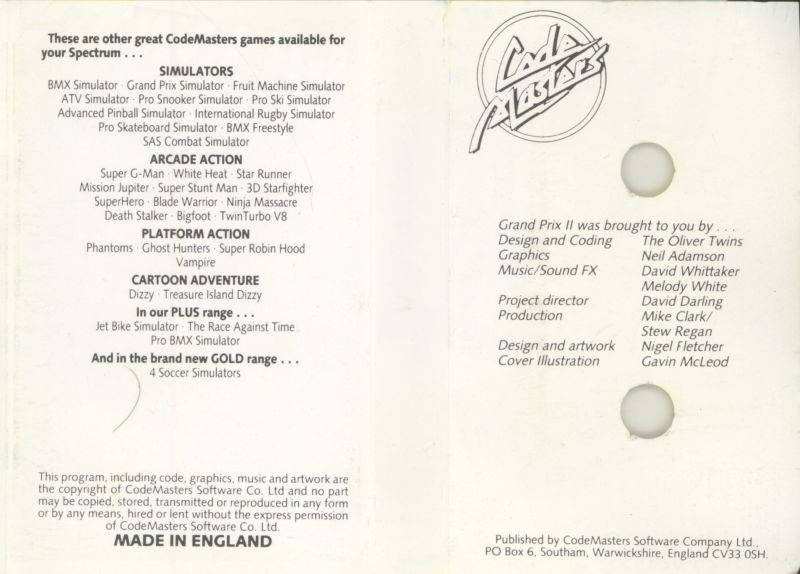 These are other great CodeMasters games available for
your Spectrum . . .
SIMULATORS
BMX Simulator · Grand Prix Simulator · Fruit Machine Simulator
ATV Simulator · Pro Snooker Simulator · Pro Ski Simulator
Advanced Pinball Simulator · International Rugby Simulator
Pro Skateboard Simulator · BMX Freestyle
SAS Combat Simulator
ARCADE ACTION
Super G-Man · White Heat · Star Runner
Mission Jupiter · Super Stunt Man · 3D Starfighter
SuperHero · Blade Warrior · Ninja Massacre
Death Stalker · Bigfoot · TwinTurbo V8
PLATFORM ACTION
Phantoms · Ghost Hunters · Super Robin Hood
Vampire
CARTOON ADVENTURE
Dizzy · Treasure Island Dizzy
In our PLUS range . . .
Jet Bike Simulator · The Race Against Time
Pro BMX Simulator
And in the brand new GOLD range . . .
4 Soccer Simulators
This program, including code, graphics, music and artwork are
the copyright of CodeMasters Software Co. Ltd and no part
may be copied, stored, transmitted or reproduced in any form
or by any means, hired or lent without the express permission
of CodeMasters Software Co. Ltd.
MADE IN ENGLAND
Code
Masters
Grand Prix II was brought to you by . . .
Design and Coding The Oliver Twins
Graphics Neil Adamson
Music/Sound FX David Whittaker
Melody White
Project director David Darling
Production Mike Clark/
Stew Regan
Design and artwork Nigel Fletcher
Cover Illustration Gavin McLeod
Published by CodeMasters Software Company Ltd.,
PO Box 6, Southam, Warwickshire, England CV33 0SH.